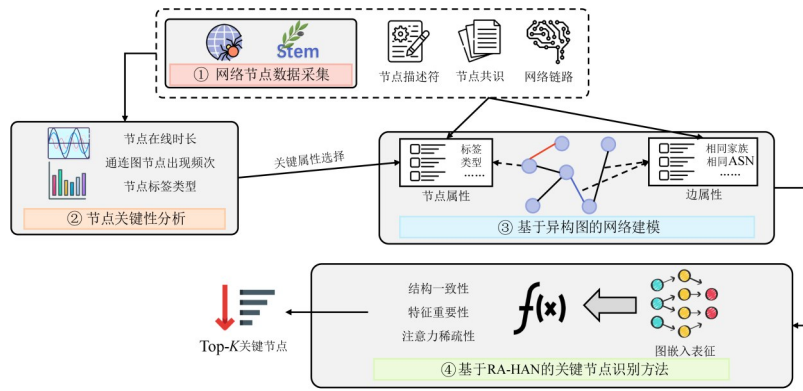 Stem
① 网络节点数据采集
节点描述符
节点共识
网络链路
节点在线时长
通连图节点出现频次
节点标签类型
② 节点关键性分析
关键属性选择
标签
类型
……
节点属性
相同家族
相同ASN
……
边属性
③ 基于异构图的网络建模
Top-K关键节点
结构一致性
特征重要性
注意力稀疏性
f(x)
图嵌入表征
④基于RA-HAN的关键节点识别方法